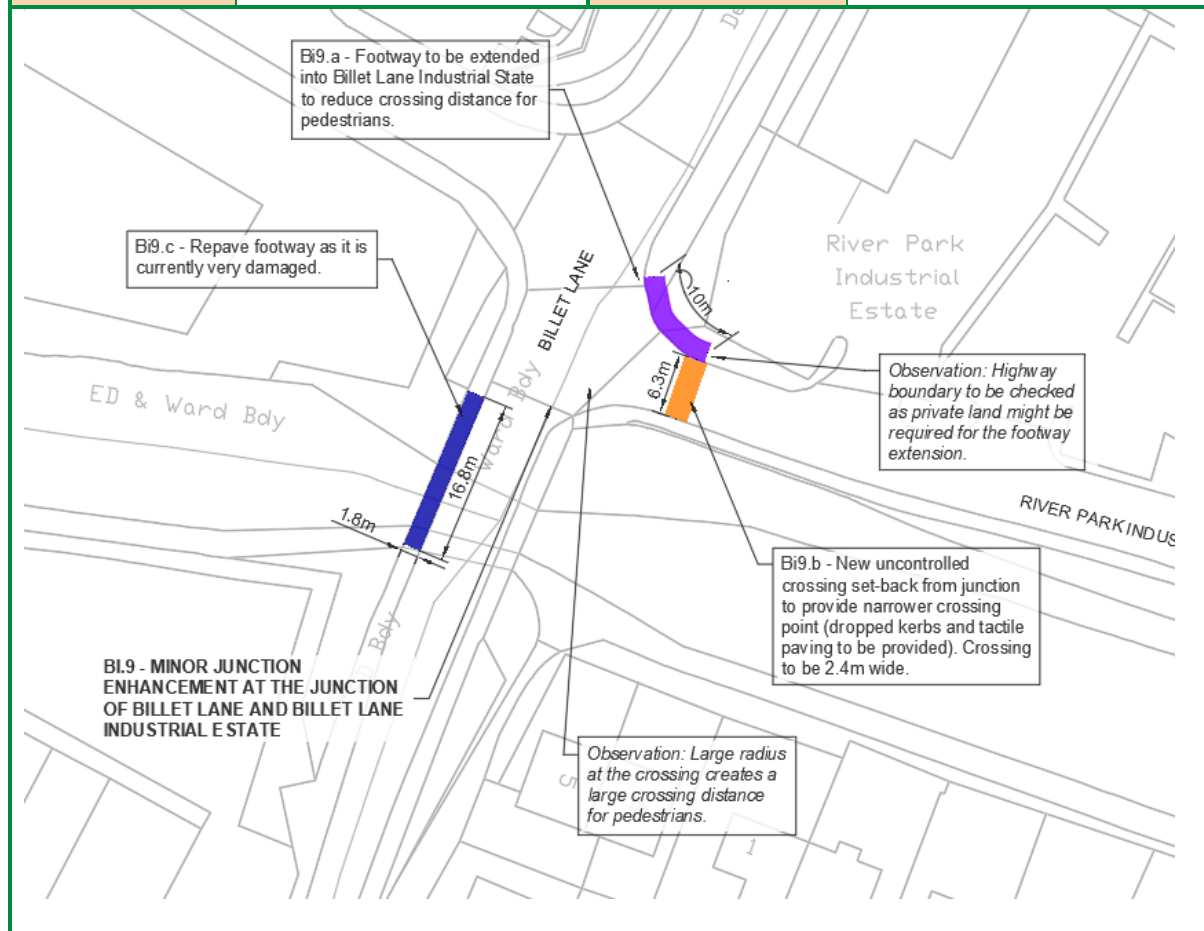 De
Bi9.a - Footway to be extended
into Billet Lane Industrial State
to reduce crossing distance for
pedestrians.
Bi9.c - Repave footway as it is
currently very damaged.
BILLET LANE
River Park
Industrial
Estate
10m
6.3m
Observation: Highway
boundary to be checked
as private land might be
required for the footway
extension.
ED & Ward Bdy
Ward Bdy
16.8m
1.8m
RIVER PARK INDUS
Bi9.b - New uncontrolled
crossing set-back from junction
to provide narrower crossing
point (dropped kerbs and tactile
paving to be provided). Crossing
to be 2.4m wide.
D Bdy
BI.9 - MINOR JUNCTION
ENHANCEMENT AT THE JUNCTION
OF BILLET LANE AND BILLET LANE
INDUSTRIAL ESTATE
Observation: Large radius
at the crossing creates a
large crossing distance
for pedestrians.
5
1